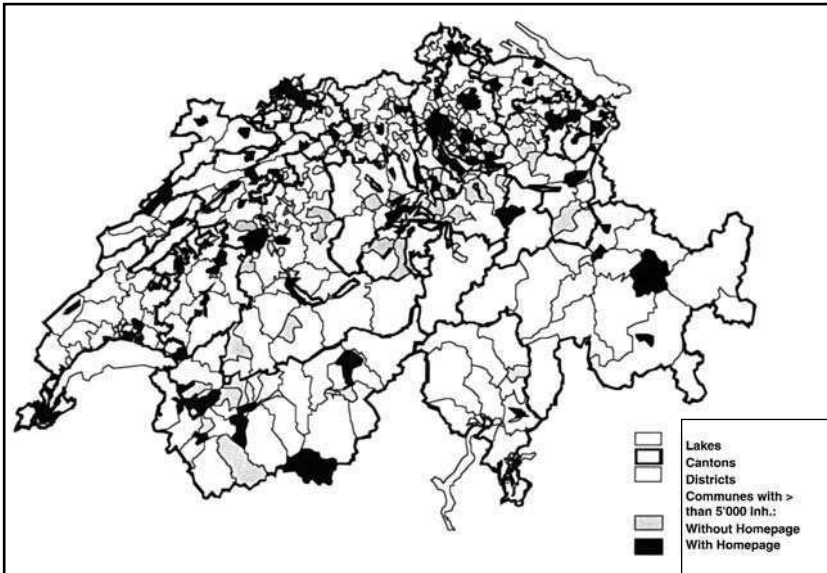 Lakes
Cantons
Districts
Communes with >
than 5'000 Inh.:
Without Homepage
With Homepage